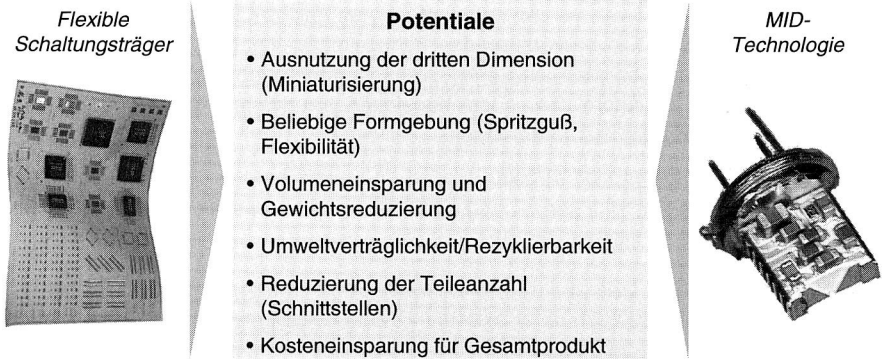 Flexible
Schaltungsträger
Potentiale
• Ausnutzung der dritten Dimension
(Miniaturisierung)
• Beliebige Formgebung (Spritzguß,
Flexibilität)
• Volumeneinsparung und
Gewichtsreduzierung
• Umweltverträglichkeit/Rezyklierbarkeit
• Reduzierung der Teileanzahl
(Schnittstellen)
• Kosteneinsparung für Gesamtprodukt
MID-
Technologie